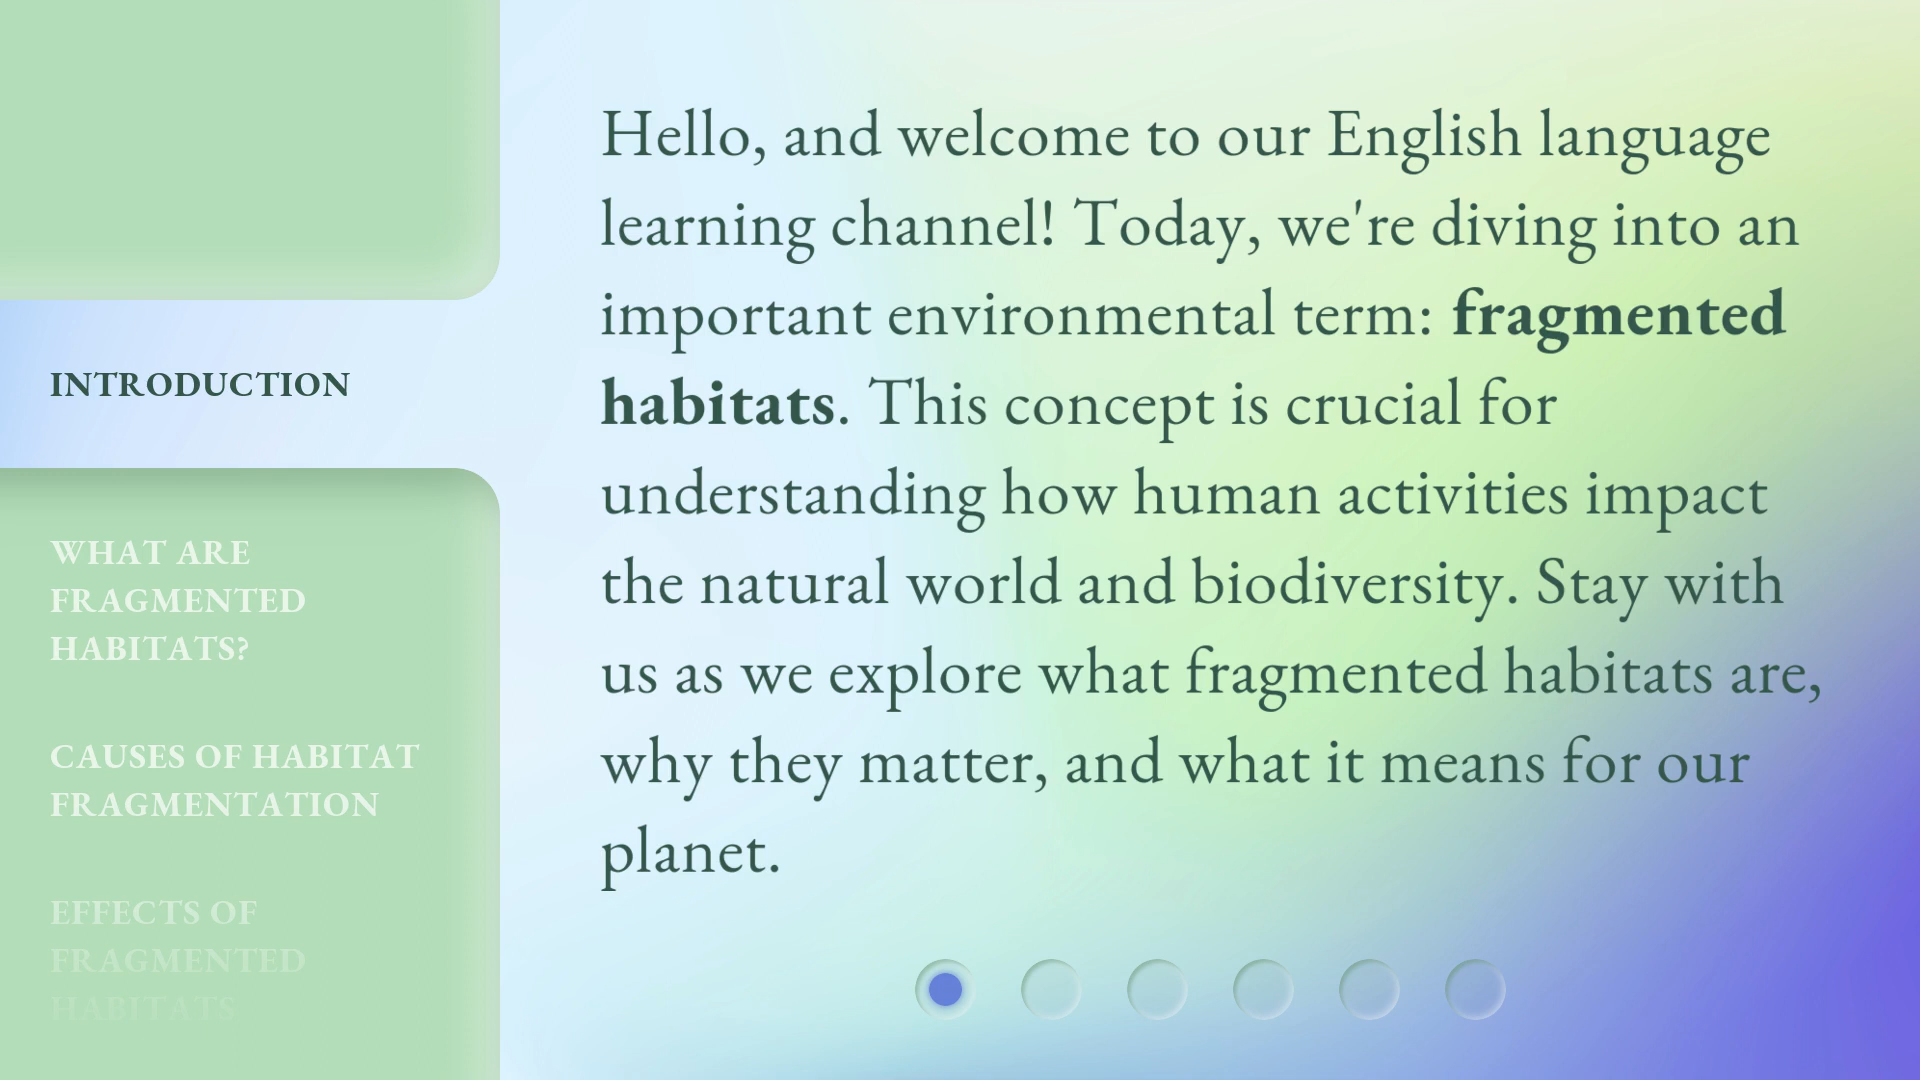 INTRODUCTION
WHAT ARE
FRAGMENTED
HABITATS?
CAUSES OF HABITAT
FRAGMENTATION
EFFECTS OF
FRAGMENTED
HABITATS
Hello, and welcome to our English language
learning channel! Today, we're diving into an
important environmental term: fragmented
habitats. This concept is crucial for
understanding how human activities impact
the natural world and biodiversity. Stay with
us as we explore what fragmented habitats are,
why they matter, and what it means for our
planet.